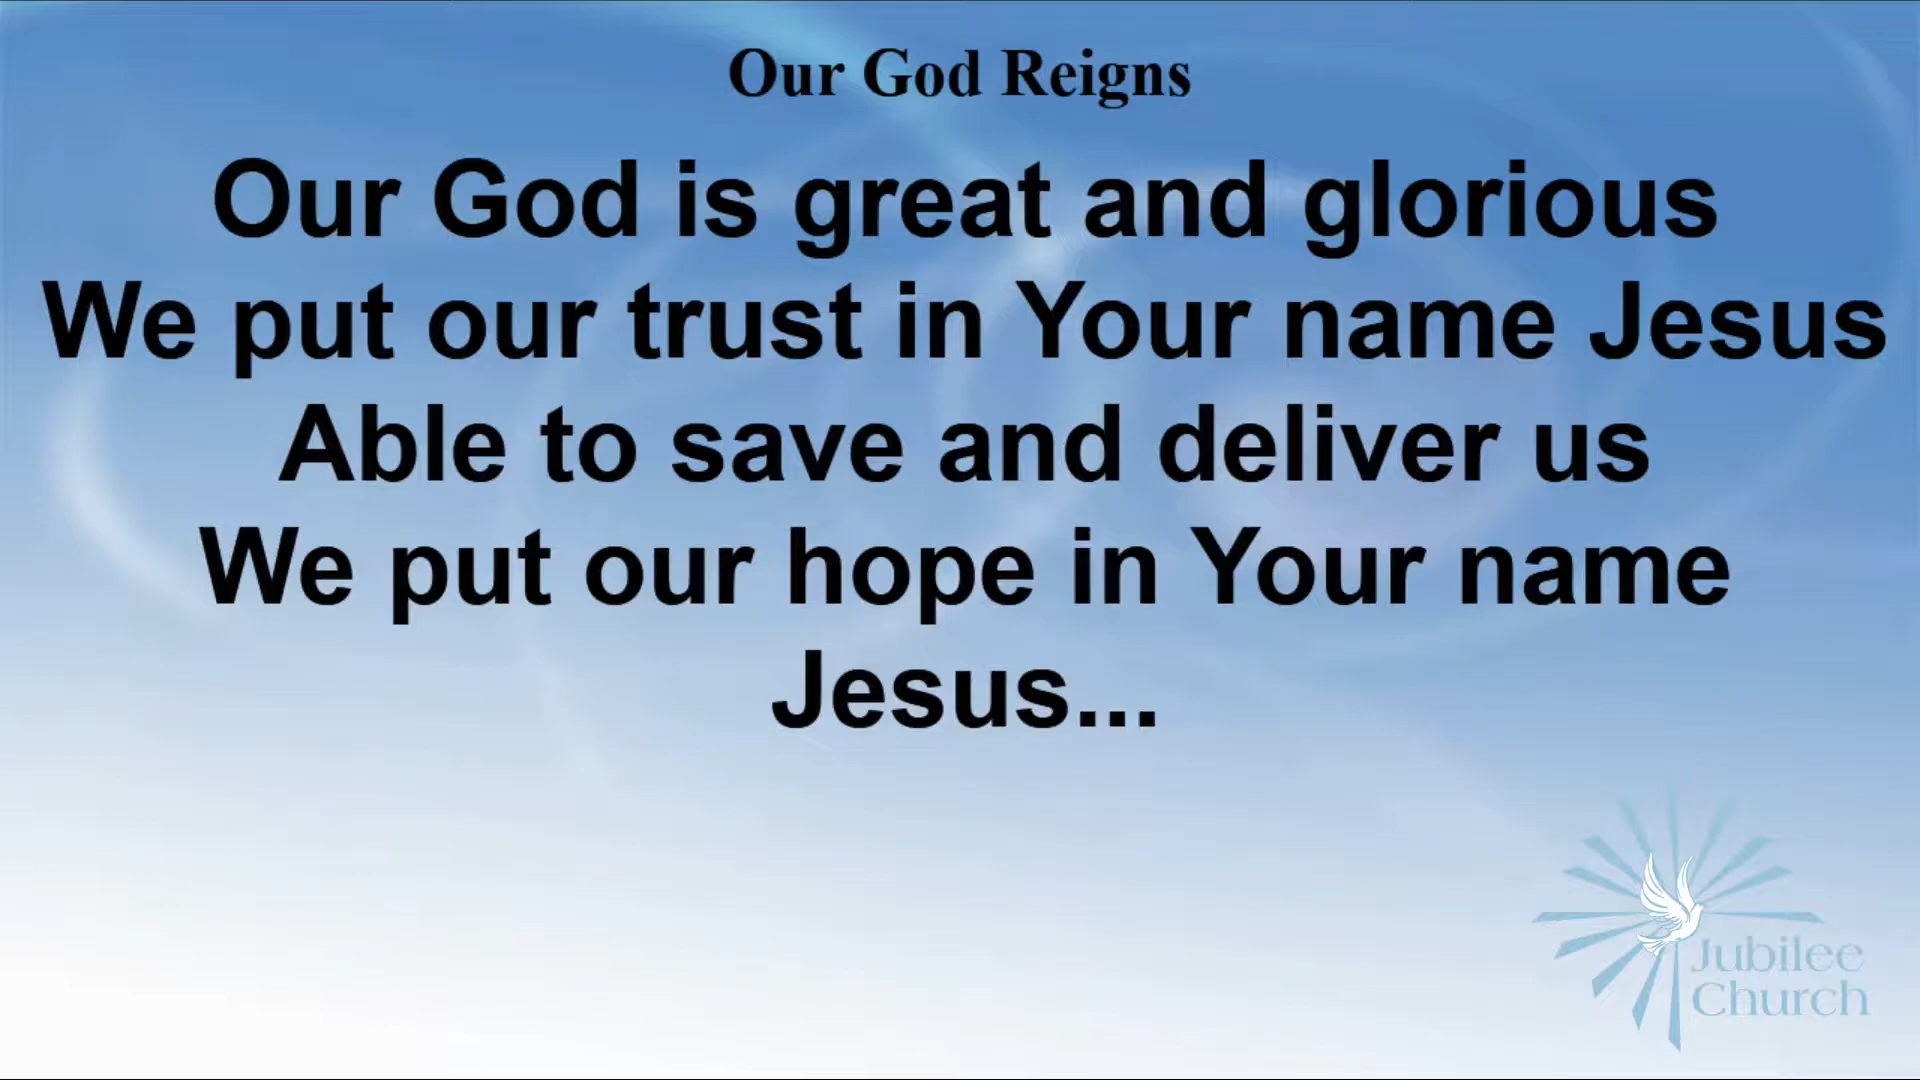 Our God Reigns
Our God is great and glorious
We put our trust in Your name Jesus
Able to save and deliver us
We put our hope in Your name
Jesus...
Jubilee
Church